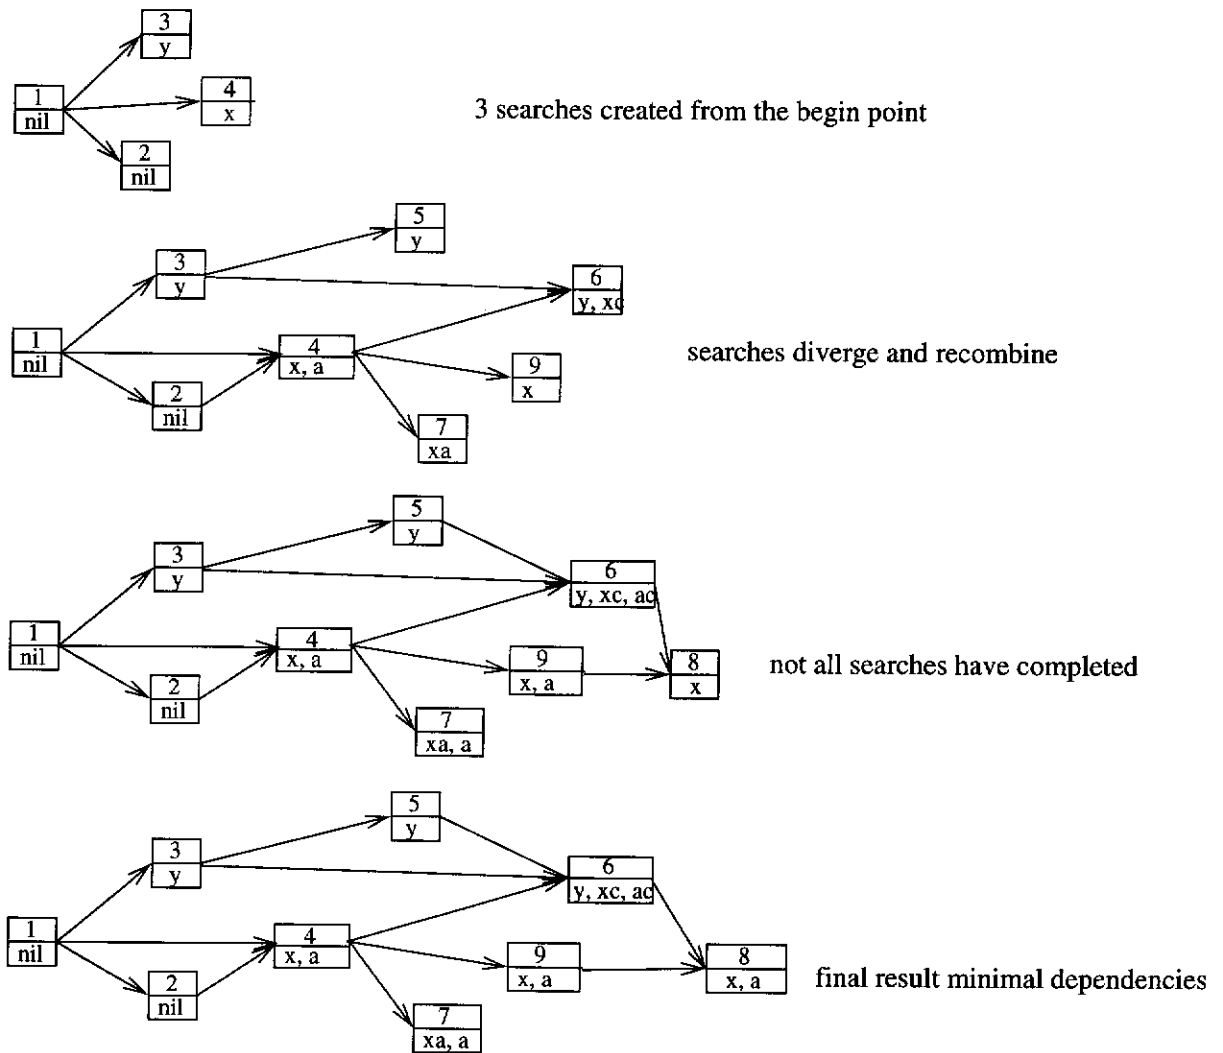 3
y
1
nil
4
x
3 searches created from the begin point
2
nil
5
y
3
y
6
y, xc
1
nil
4
x, a
searches diverge and recombine
9
x
2
nil
7
xa
5
y
3
y
6
y, xc, ac
1
nil
4
x, a
9
x, a
8
x
not all searches have completed
2
nil
7
xa, a
5
y
3
y
6
y, xc, ac
1
nil
4
x, a
9
x, a
8
x, a
final result minimal dependencies
2
nil
7
xa, a